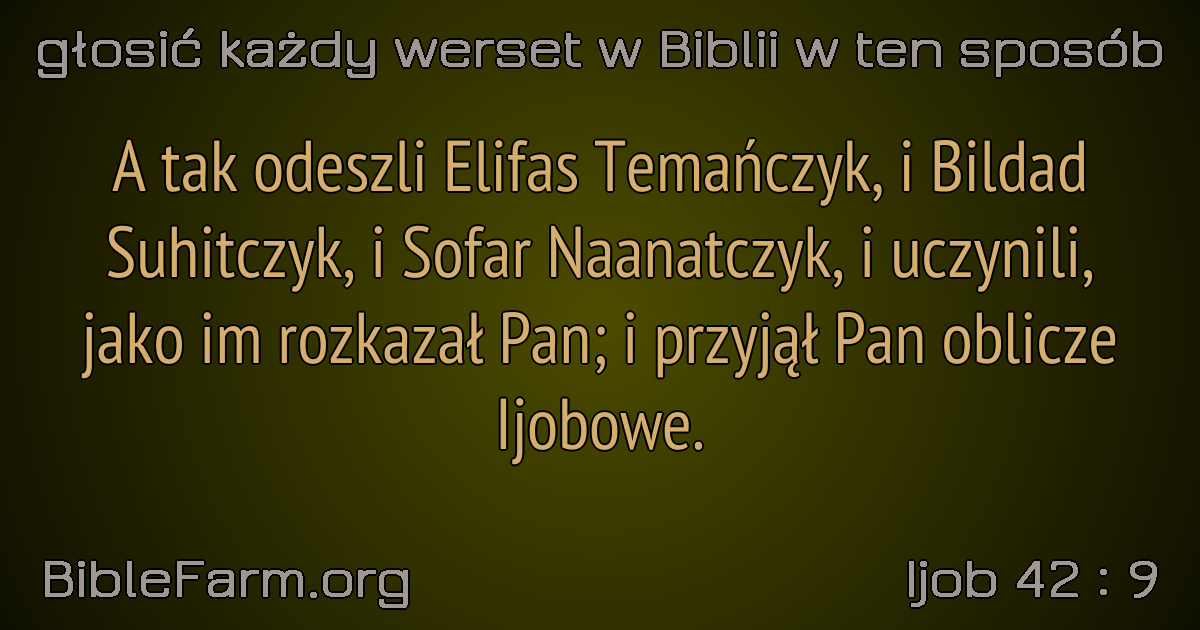 głosić każdy werset w Biblii w ten sposób
A tak odeszli Elifas Temańczyk, i Bildad
Suhitczyk, i Sofar Naanatczyk, i uczynili,
jako im rozkazał Pan; i przyjął Pan oblicze
Ijobowe.
BibleFarm.org
Ijob 42 : 9